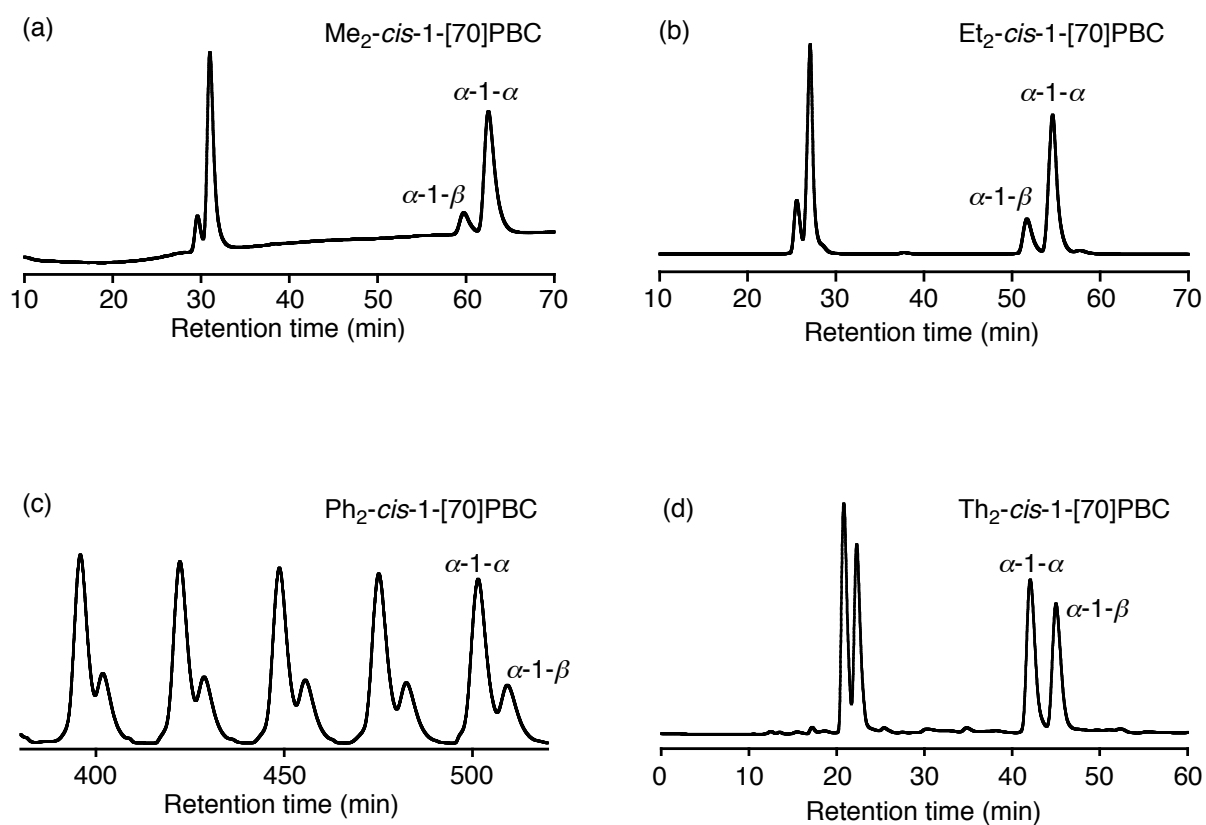 (a)
Me₂-cis-1-[70]PBC
α-1-β
α-1-α
10 20 30 40 50 60 70
Retention time (min)
(b)
Et₂-cis-1-[70]PBC
α-1-β
α-1-α
10 20 30 40 50 60 70
Retention time (min)
(c)
Ph₂-cis-1-[70]PBC
α-1-α
α-1-β
400 450 500
Retention time (min)
(d)
Th₂-cis-1-[70]PBC
α-1-α
α-1-β
0 10 20 30 40 50 60
Retention time (min)